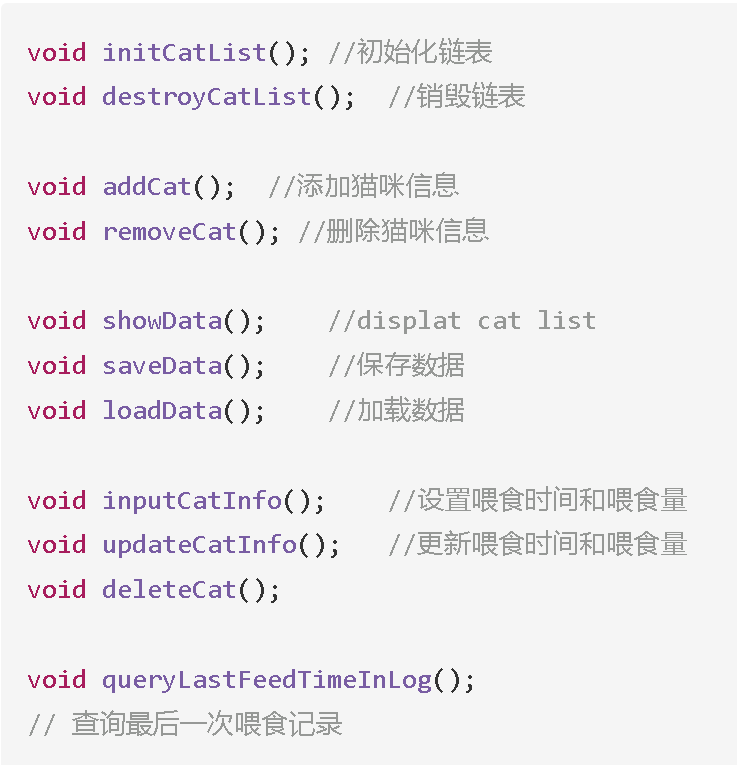 void initCatList(); //初始化链表
void destroyCatList();  //销毁链表
void addCat();  //添加猫咪信息
void removeCat(); //删除猫咪信息
void showData();    //displat cat list
void saveData();    //保存数据
void loadData();    //加载数据
void inputCatInfo();    //设置喂食时间和喂食量
void updateCatInfo();   //更新喂食时间和喂食量
void deleteCat();
void queryLastFeedTimeInLog();
// 查询最后一次喂食记录